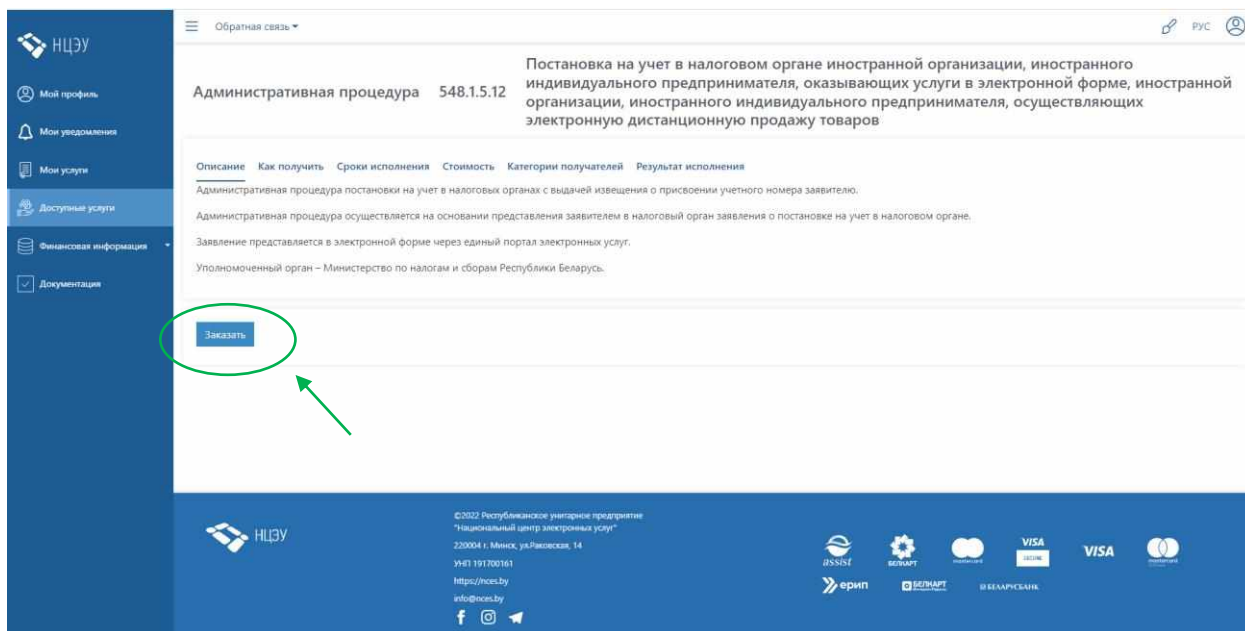 НЦЭУ
Мой профиль
Мои уведомления
Мои услуги
Доступные услуги
Финансовая информация
Документация
Обратная связь
РУС
Административная процедура 548.1.5.12
Постановка на учет в налоговом органе иностранной организации, иностранного
индивидуального предпринимателя, оказывающих услуги в электронной форме, иностранной
организации, иностранного индивидуального предпринимателя, осуществляющих
электронную дистанционную продажу товаров
Описание Как получить Сроки исполнения Стоимость Категории получателей Результат исполнения
Административная процедура постановки на учет в налоговых органах с выдачей извещения о присвоении учетного номера заявителю.
Административная процедура осуществляется на основании представления заявителем в налоговый орган заявления о постановке на учет в налоговом органе.
Заявление представляется в электронной форме через единый портал электронных услуг.
Уполномоченный орган – Министерство по налогам и сборам Республики Беларусь.
Заказать
НЦЭУ
©2022 Республиканское унитарное предприятие
"Национальный центр электронных услуг"
220004 г. Минск, ул.Раковская, 14
УНП 191700161
https://nces.by
info@nces.by
assist
БЕЛКАРТ
mastercard
VISA
SECURE
VISA
mastercard
ерип
БЕЛКАРТ
БЕЛАРУСБАНК